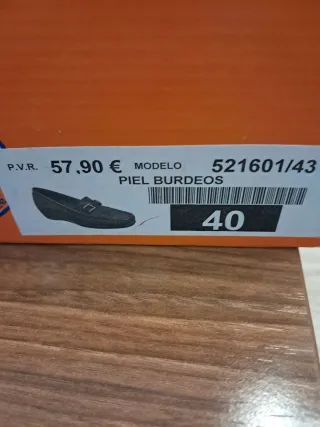 P.V.R. 57,90 € MODELO 521601/43
PIEL BURDEOS
40